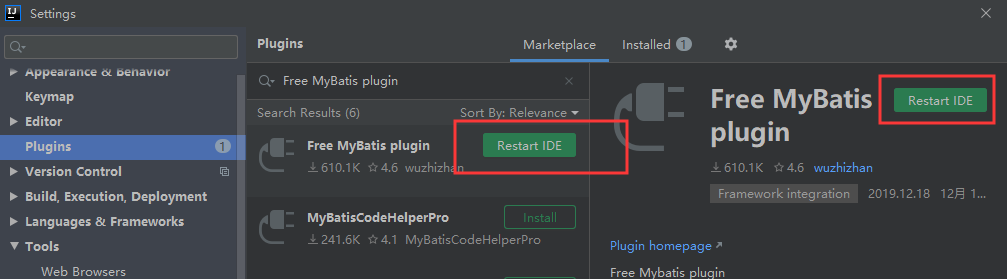 Settings
Plugins
Marketplace
Installed 1
Appearance & Behavior
Keymap
Editor
Plugins 1
Version Control
Build, Execution, Deployment
Languages & Frameworks
Tools
Web Browsers
Free MyBatis plugin
Search Results (6)
Sort By: Relevance
Free MyBatis plugin
Restart IDE
610.1K 4.6 wuzhizhan
MyBatisCodeHelperPro
Install
241.6K 4.1 MyBatisCodeHelperPro
Free MyBatis
plugin
Restart IDE
610.1K 4.6 wuzhizhan
Framework integration
2019.12.18
12月 1...
Plugin homepage
Free Mybatis plugin